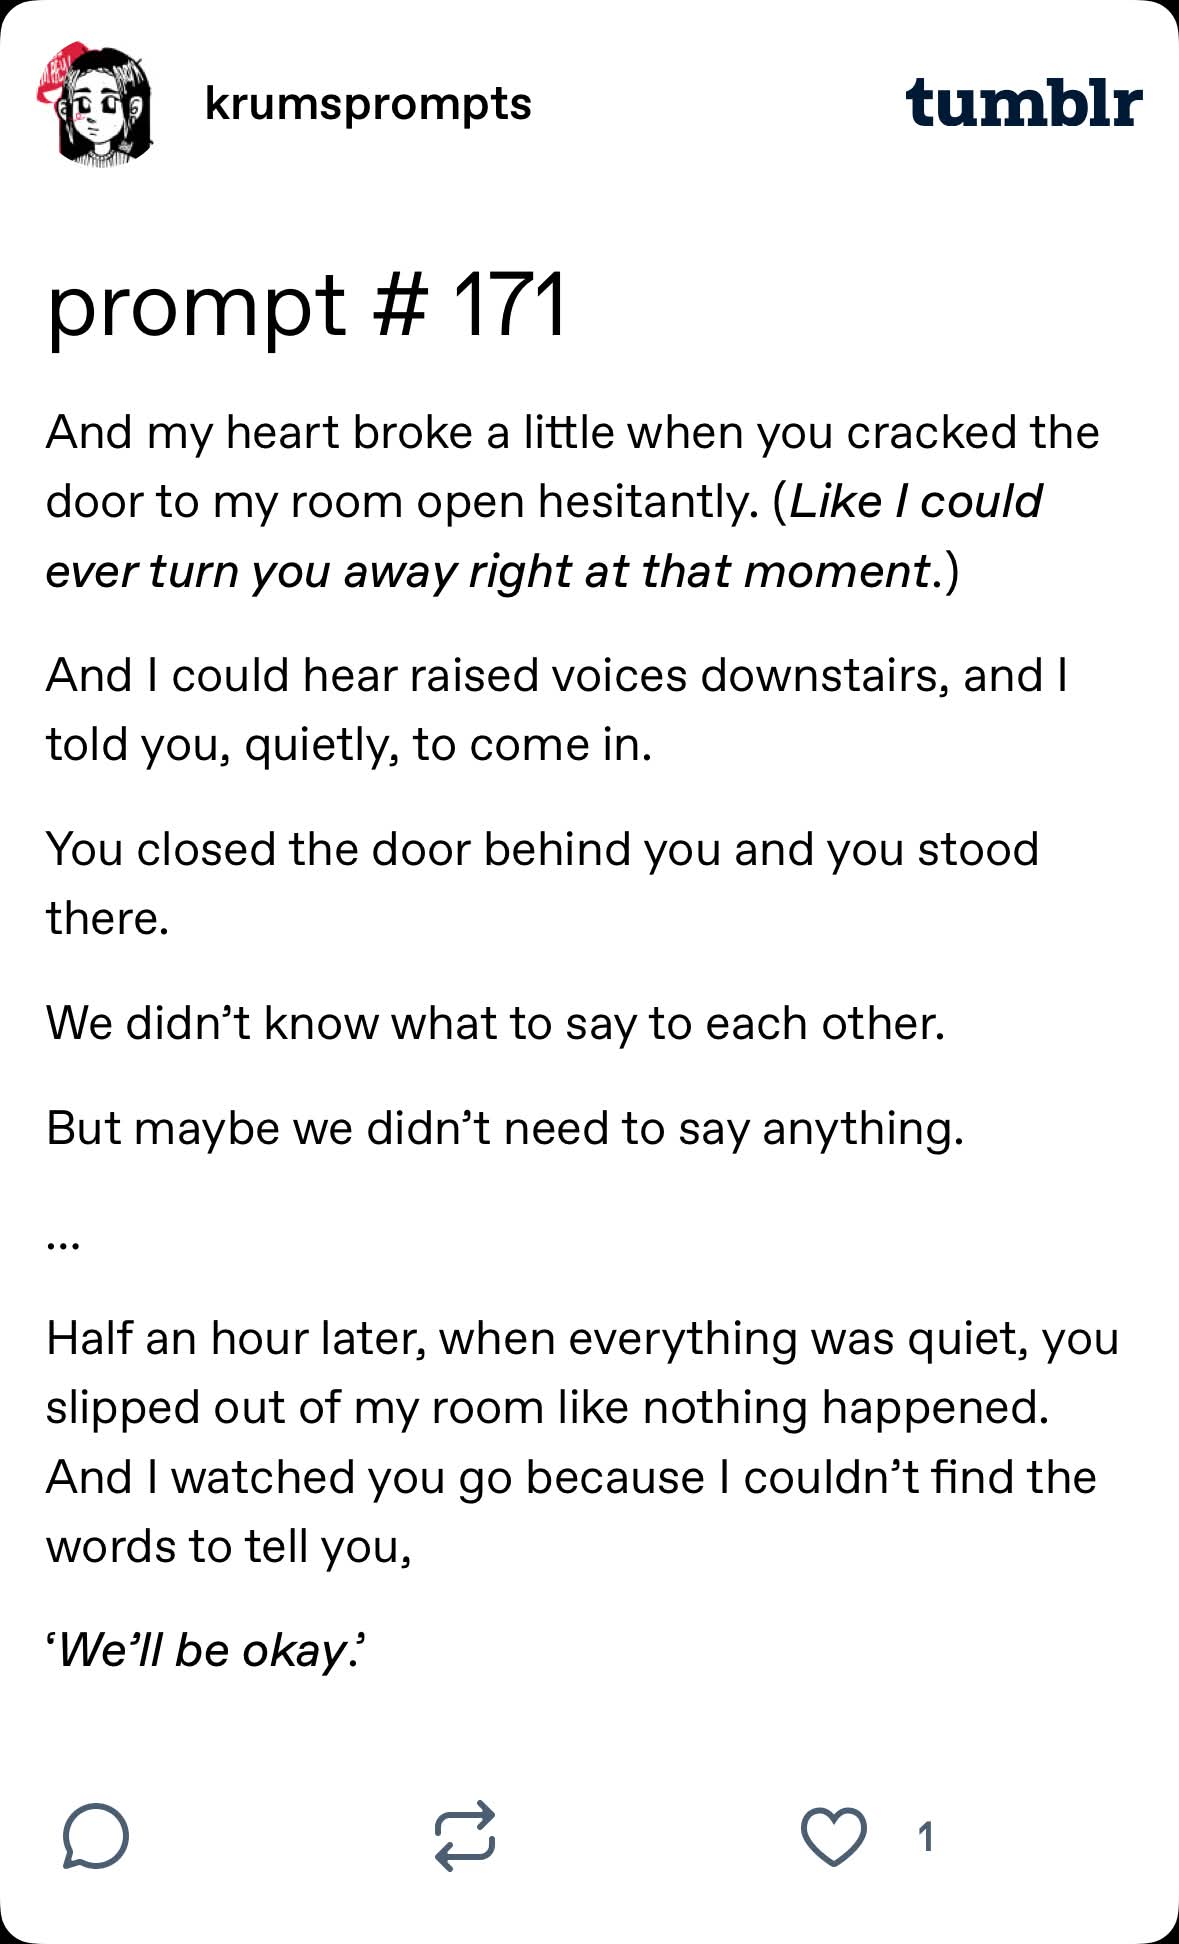 krumsprompts
tumblr
prompt # 171
And my heart broke a little when you cracked the
door to my room open hesitantly. (Like I could
ever turn you away right at that moment.)
And I could hear raised voices downstairs, and I
told you, quietly, to come in.
You closed the door behind you and you stood
there.
We didn’t know what to say to each other.
But maybe we didn’t need to say anything.
...
Half an hour later, when everything was quiet, you
slipped out of my room like nothing happened.
And I watched you go because I couldn’t find the
words to tell you,
‘We’ll be okay.’
1